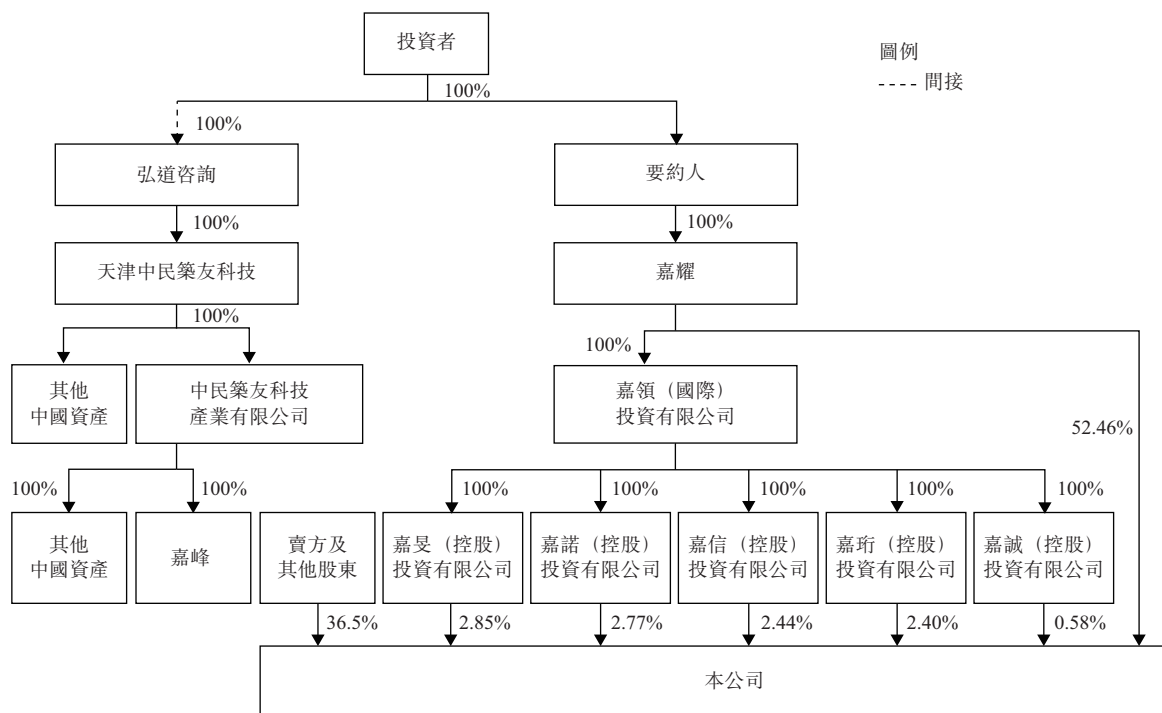 投資者
圖例
間接
100%
100%
弘道咨詢
要約人
100%
100%
天津中民築友科技
嘉耀
100%
100%
其他
中國資產
中民築友科技
產業有限公司
嘉領（國際）
投資有限公司
52.46%
100%
100%
100%
100%
100%
100%
100%
其他
中國資產
嘉峰
賣方及
其他股東
嘉旻（控股）
投資有限公司
嘉諾（控股）
投資有限公司
嘉信（控股）
投資有限公司
嘉珩（控股）
投資有限公司
嘉誠（控股）
投資有限公司
36.5%
2.85%
2.77%
2.44%
2.40%
0.58%
本公司